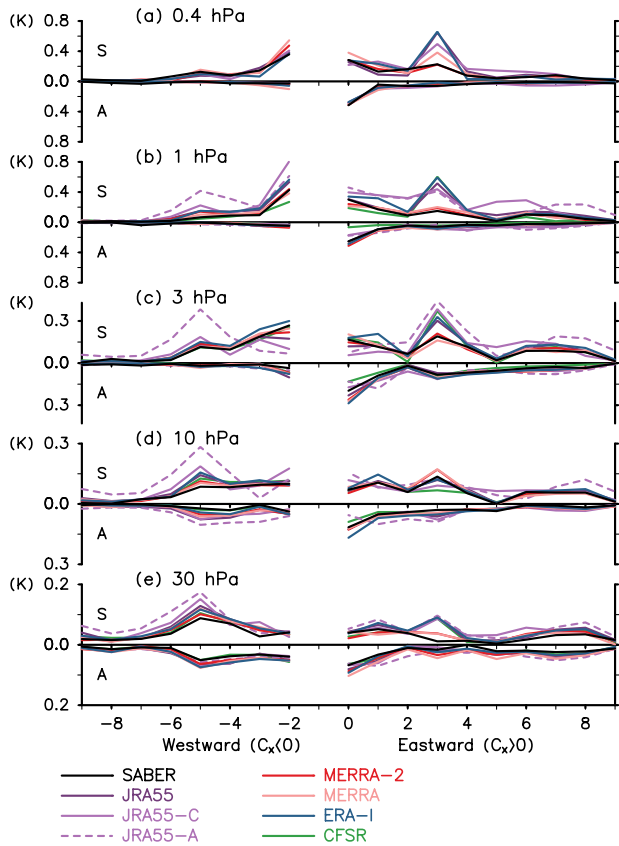 (a) 0.4 hPa
(K)
0.8
0.4
0.0
0.4
0.8
S
A
(b) 1 hPa
(K)
0.8
0.4
0.0
0.4
0.8
S
A
(c) 3 hPa
(K)
0.3
0.0
0.3
S
A
(d) 10 hPa
(K)
0.3
0.0
0.3
S
A
(e) 30 hPa
(K)
0.2
0.0
0.2
S
A
-8 -6 -4 -2 0 2 4 6 8
Westward (Cx<0) Eastward (Cx>0)
SABER MERRA-2
JRA55 MERRA
JRA55-C ERA-I
JRA55-A CFSR